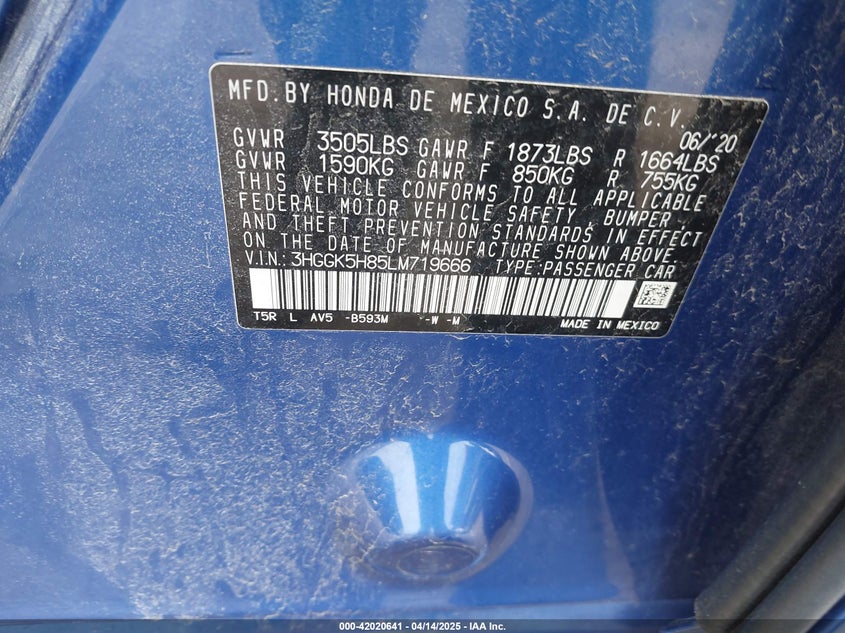 MFD. BY HONDA DE MEXICO S.A. DE C.V.
06/'20
GVWR 3505LBS GAWR F 1873LBS R 1664LBS
GVWR 1590KG GAWR F 850KG R 755KG
THIS VEHICLE CONFORMS TO ALL APPLICABLE
FEDERAL MOTOR VEHICLE SAFETY, BUMPER,
AND THEFT PREVENTION STANDARDS IN EFFECT
ON THE DATE OF MANUFACTURE SHOWN ABOVE.
V.I.N.: 3HGGK5H85LM719666 TYPE:PASSENGER CAR
T5R L AV5 -B593M -W -M MADE IN MEXICO
000-42020641 - 04/14/2025 - IAA Inc.